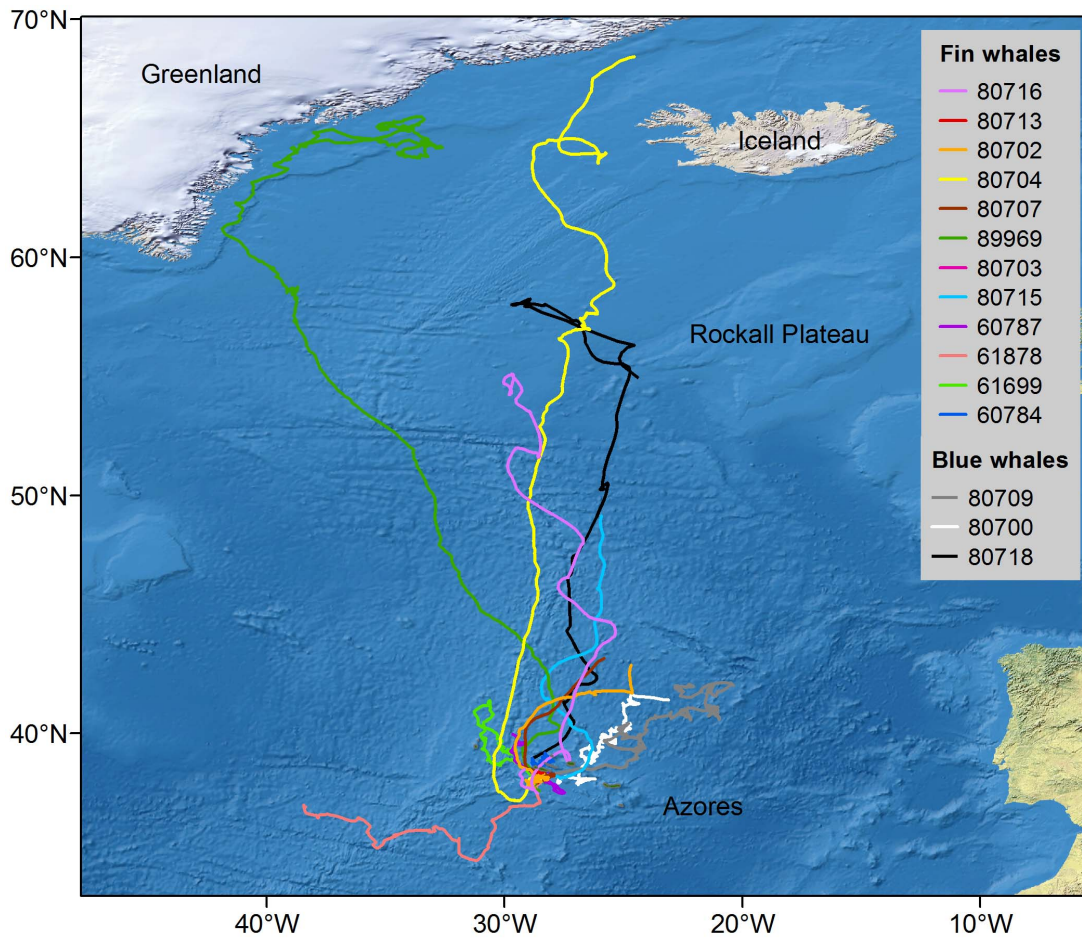 70°N
Greenland
Iceland
60°N
Rockall Plateau
50°N
40°N
Azores
40°W
30°W
20°W
10°W
Fin whales
80716
80713
80702
80704
80707
89969
80703
80715
60787
61878
61699
60784
Blue whales
80709
80700
80718